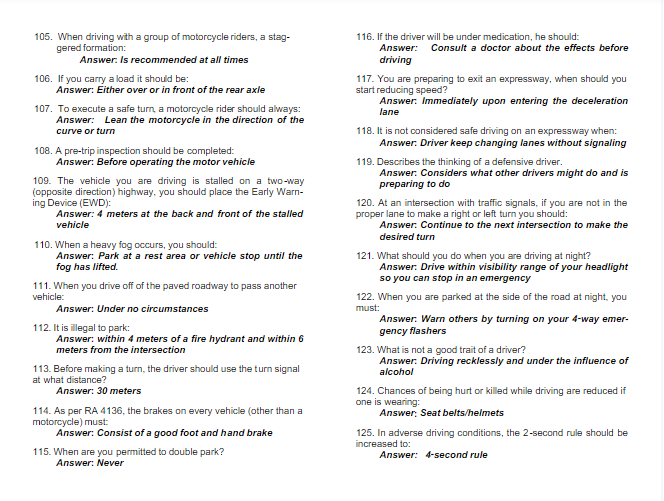 105. When driving with a group of motorcycle riders, a stag-
gered formation:
Answer: Is recommended at all times
106. If you carry a load it should be:
Answer: Either over or in front of the rear axle
107. To execute a safe turn, a motorcycle rider should always:
Answer: Lean the motorcycle in the direction of the
curve or turn
108. A pre-trip inspection should be completed:
Answer: Before operating the motor vehicle
109. The vehicle you are driving is stalled on a two-way
(opposite direction) highway, you should place the Early Warn-
ing Device (EWD):
Answer: 4 meters at the back and front of the stalled
vehicle
110. When a heavy fog occurs, you should:
Answer: Park at a rest area or vehicle stop until the
fog has lifted.
111. When you drive off of the paved roadway to pass another
vehicle:
Answer: Under no circumstances
112. It is illegal to park:
Answer: within 4 meters of a fire hydrant and within 6
meters from the intersection
113. Before making a turn, the driver should use the turn signal
at what distance?
Answer: 30 meters
114. As per RA 4136, the brakes on every vehicle (other than a
motorcycle) must:
Answer: Consist of a good foot and hand brake
115. When are you permitted to double park?
Answer: Never
116. If the driver will be under medication, he should:
Answer: Consult a doctor about the effects before
driving
117. You are preparing to exit an expressway, when should you
start reducing speed?
Answer: Immediately upon entering the deceleration
lane
118. It is not considered safe driving on an expressway when:
Answer: Driver keep changing lanes without signaling
119. Describes the thinking of a defensive driver.
Answer: Considers what other drivers might do and is
preparing to do
120. At an intersection with traffic signals, if you are not in the
proper lane to make a right or left turn you should:
Answer: Continue to the next intersection to make the
desired turn
121. What should you do when you are driving at night?
Answer: Drive within visibility range of your headlight
so you can stop in an emergency
122. When you are parked at the side of the road at night, you
must:
Answer: Warn others by turning on your 4-way emer-
gency flashers
123. What is not a good trait of a driver?
Answer: Driving recklessly and under the influence of
alcohol
124. Chances of being hurt or killed while driving are reduced if
one is wearing:
Answer; Seat belts/helmets
125. In adverse driving conditions, the 2-second rule should be
increased to:
Answer: 4-second rule